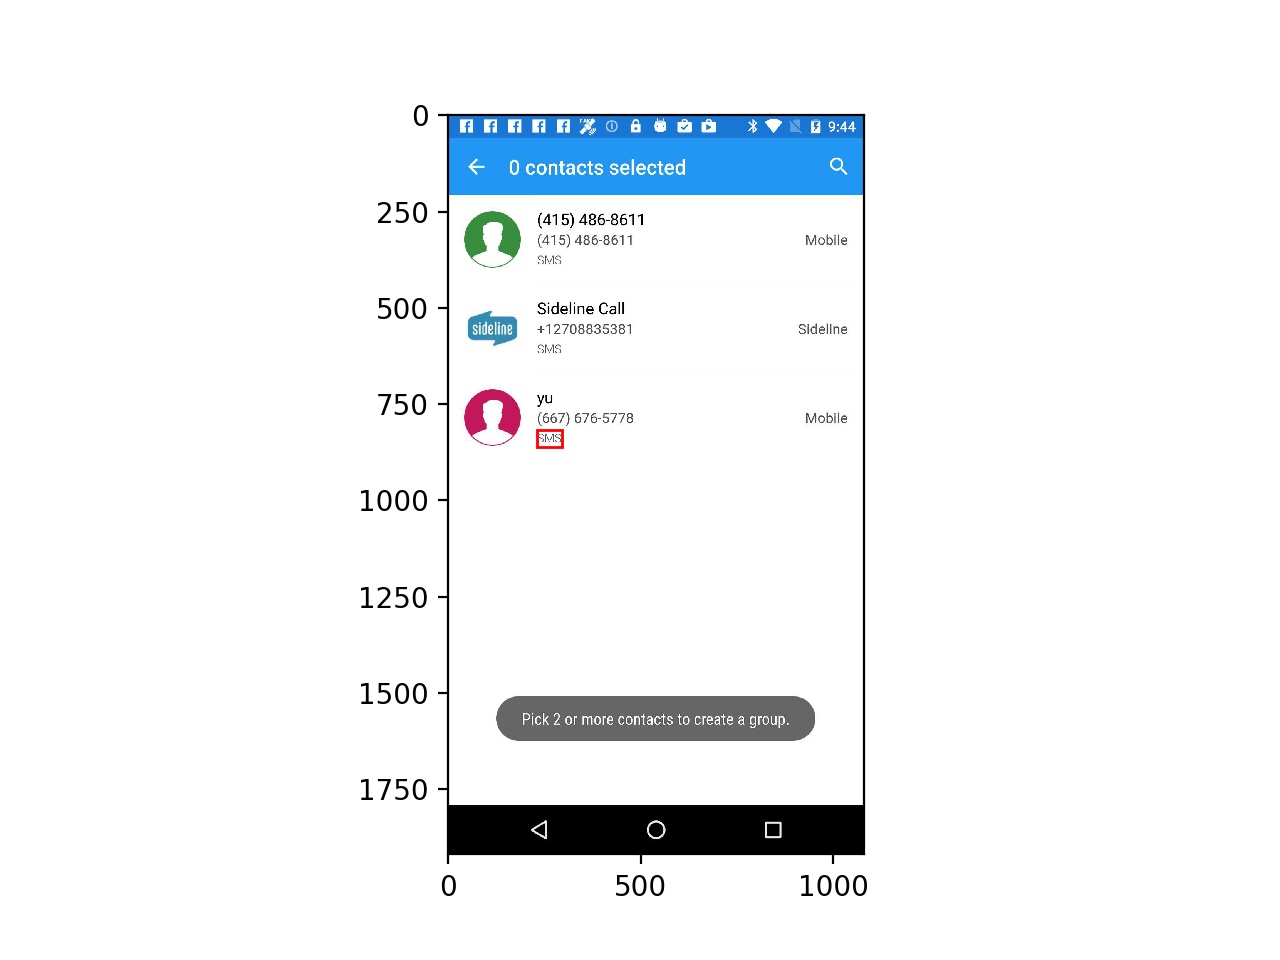 0
250
500
750
1000
1250
1500
1750
9:44
0 contacts selected
(415) 486-8611
(415) 486-8611
Mobile
SMS
Sideline Call
sideline
+12708835381
Sideline
SMS
yu
(667) 676-5778
Mobile
SMS
Pick 2 or more contacts to create a group.
0
500
1000